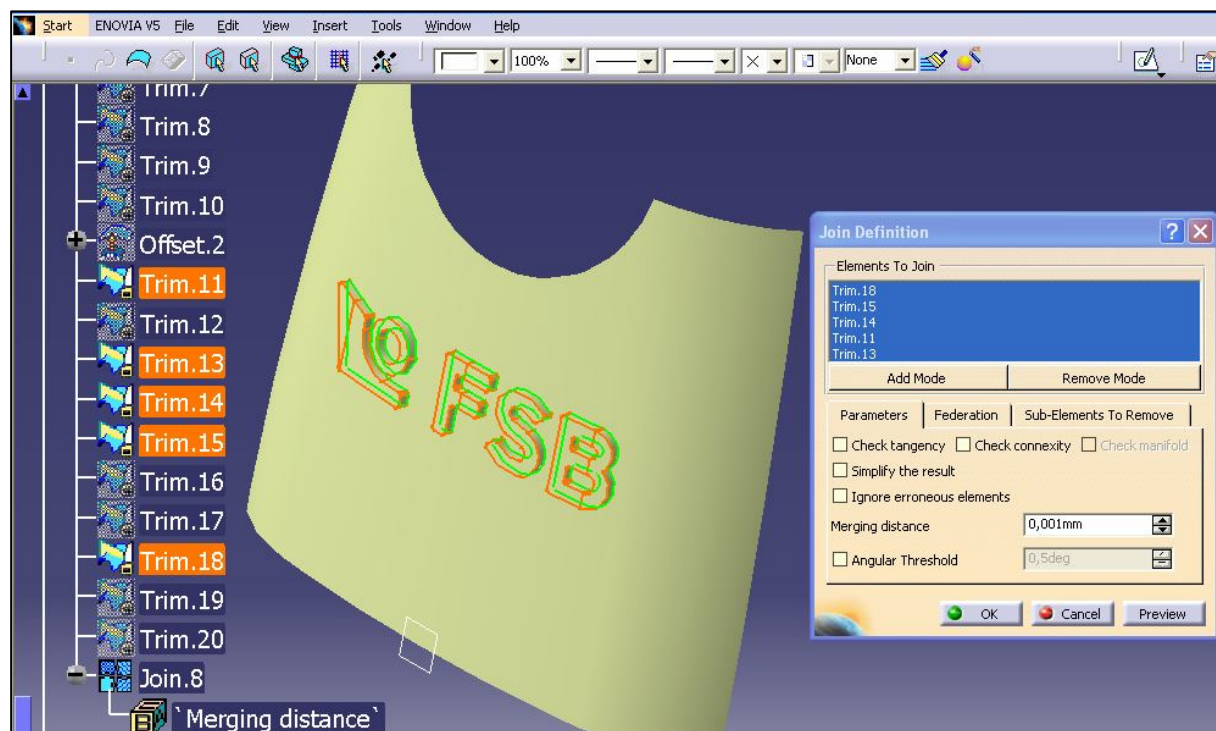 Start ENOVIA V5 File Edit View Insert Tools Window Help
100% None
Trim.7
Trim.8
Trim.9
Trim.10
Offset.2
Trim.11
Trim.12
Trim.13
Trim.14
Trim.15
Trim.16
Trim.17
Trim.18
Trim.19
Trim.20
Join.8
`Merging distance`
FSB
Join Definition
Elements To Join
Trim.18
Trim.15
Trim.14
Trim.11
Trim.13
Add Mode Remove Mode
Parameters Federation Sub-Elements To Remove
Check tangency Check connexity Check manifold
Simplify the result
Ignore erroneous elements
Merging distance 0,001mm
Angular Threshold 0,5deg
OK Cancel Preview